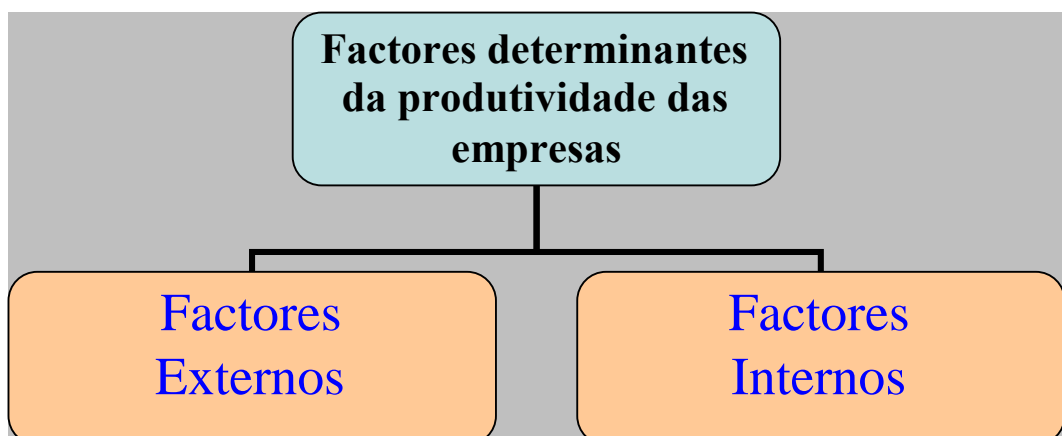 Factores determinantes
da produtividade das
empresas
Factores
Externos
Factores
Internos